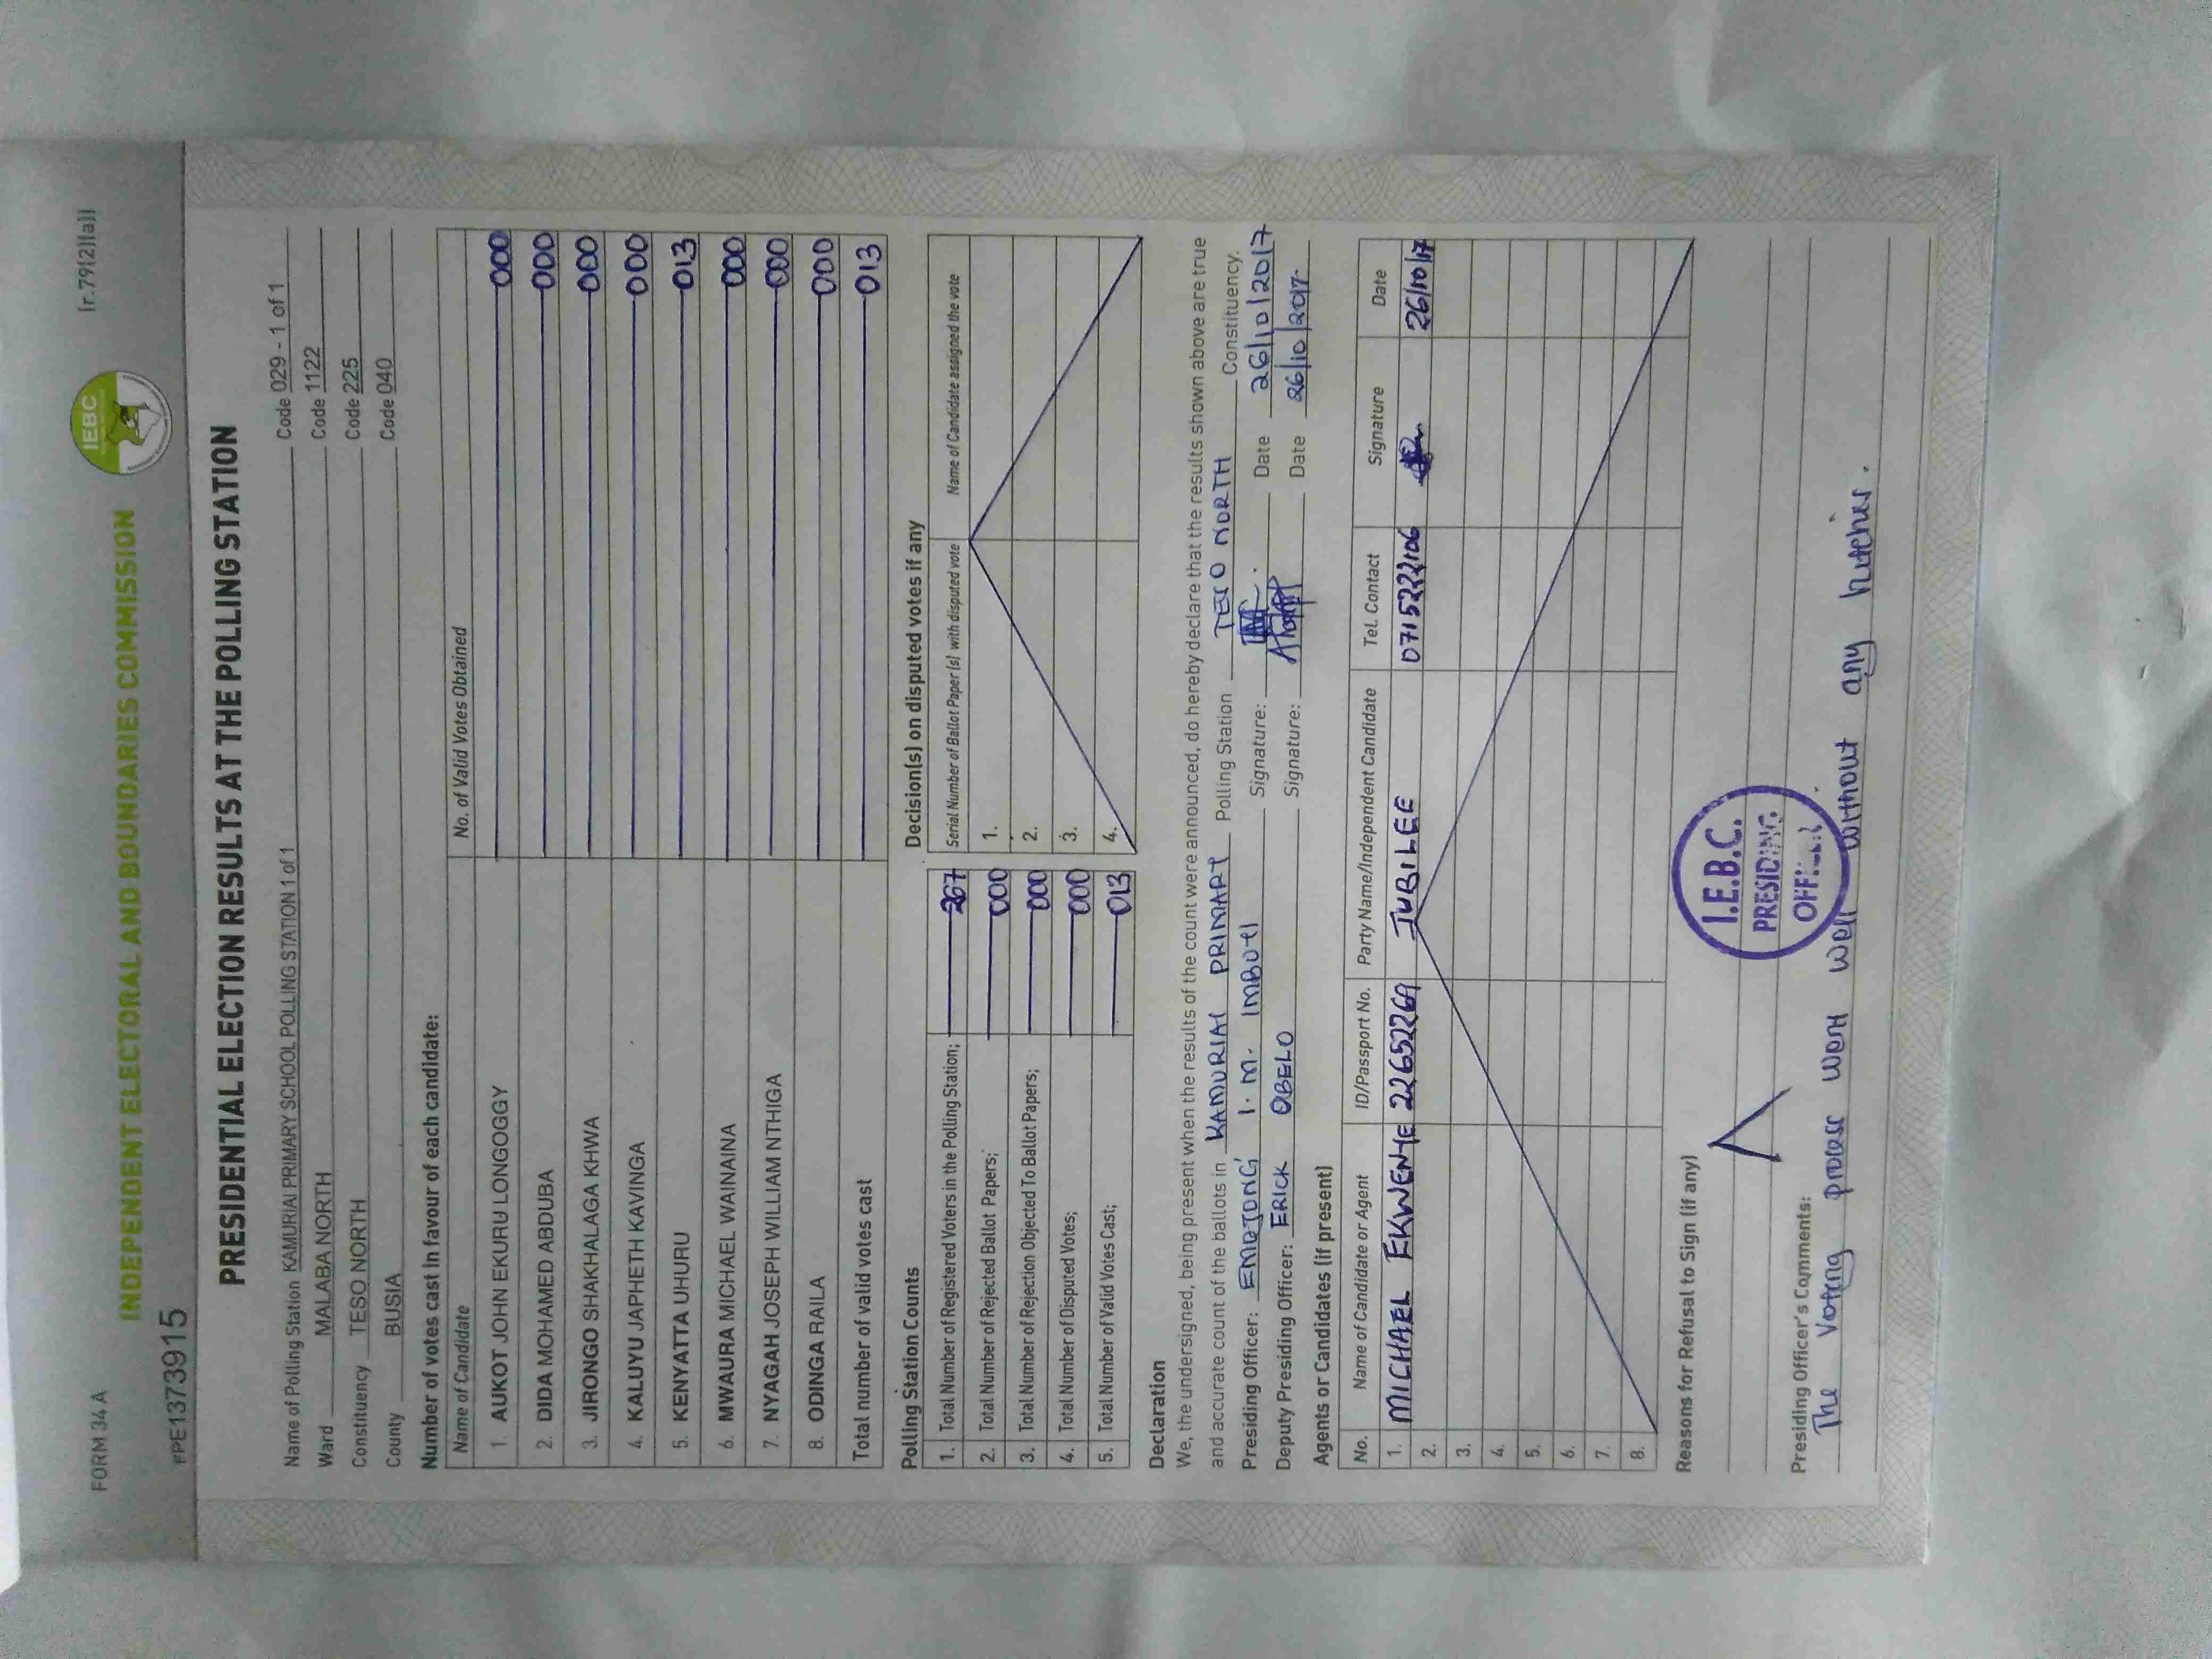 FORM 34 A
INDEPENDENT ELECTORAL AND BOUNDARIES COMMISSION
IEBC
[r.79(2)(a)]
PPE1373915
PRESIDENTIAL ELECTION RESULTS AT THE POLLING STATION
Name of Polling Station KAMURIAI PRIMARY SCHOOL POLLING STATION 1 of 1 Code 029 - 1 of 1
Ward MALABA NORTH Code 1122
Constituency TESO NORTH Code 225
County BUSIA Code 040
Number of votes cast in favour of each candidate:
Name of Candidate No. of Valid Votes Obtained
1. AUKOT JOHN EKURU LONGOGGY 000
2. DIDA MOHAMED ABDUBA 000
3. JIRONGO SHAKHALAGA KHWA 000
4. KALUYU JAPHETH KAVINGA 000
5. KENYATTA UHURU 013
6. MWAURA MICHAEL WAINAINA 000
7. NYAGAH JOSEPH WILLIAM NTHIGA 000
8. ODINGA RAILA 000
Total number of valid votes cast 013
Polling Station Counts
1. Total Number of Registered Voters in the Polling Station; 267
2. Total Number of Rejected Ballot Papers; 000
3. Total Number of Rejection Objected To Ballot Papers; 000
4. Total Number of Disputed Votes; 000
5. Total Number of Valid Votes Cast; 013
Decision(s) on disputed votes if any
Serial Number of Ballot Paper (s) with disputed vote Name of Candidate assigned the vote
1.
2.
3.
4.
Declaration
We, the undersigned, being present when the results of the count were announced, do hereby declare that the results shown above are true
and accurate count of the ballots in KAMURIAI PRIMARY Polling Station TESO NORTH Constituency.
Presiding Officer: EMOJONG I. M. IMBUTI Signature: Date 26/10/2017
Deputy Presiding Officer: ERICK OBELO Signature: Date 26/10/2017
Agents or Candidates (if present)
No. Name of Candidate or Agent ID/Passport No. Party Name/Independent Candidate Tel. Contact Signature Date
1. MICHAEL EKWENYE 22652269 JUBILEE 0715222106 26/10/17
2.
3.
4.
5.
6.
7.
8.
Reasons for Refusal to Sign (if any)
I.E.B.C.
PRESIDING
OFFICER
Presiding Officer's Comments:
The Voting process went well without any hitches.